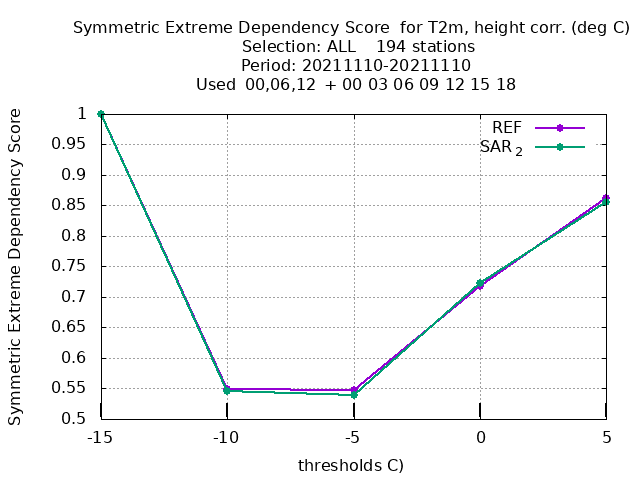 Symmetric Extreme Dependency Score for T2m, height corr. (deg C)
Selection: ALL 194 stations
Period: 20211110-20211110
Used 00,06,12 + 00 03 06 09 12 15 18
Symmetric Extreme Dependency Score
1
0.95
0.9
0.85
0.8
0.75
0.7
0.65
0.6
0.55
0.5
REF
SAR 2
-15 -10 -5 0 5
thresholds C)